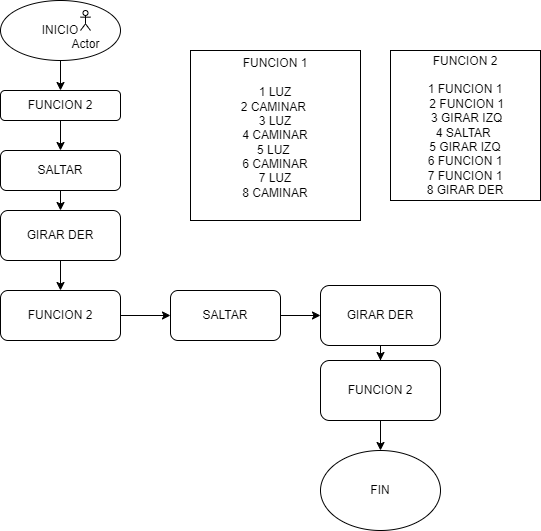 INICIO
Actor
FUNCION 2
SALTAR
GIRAR DER
FUNCION 2
SALTAR
GIRAR DER
FUNCION 2
FIN
FUNCION 1
1 LUZ
2 CAMINAR
3 LUZ
4 CAMINAR
5 LUZ
6 CAMINAR
7 LUZ
8 CAMINAR
FUNCION 2
1 FUNCION 1
2 FUNCION 1
3 GIRAR IZQ
4 SALTAR
5 GIRAR IZQ
6 FUNCION 1
7 FUNCION 1
8 GIRAR DER